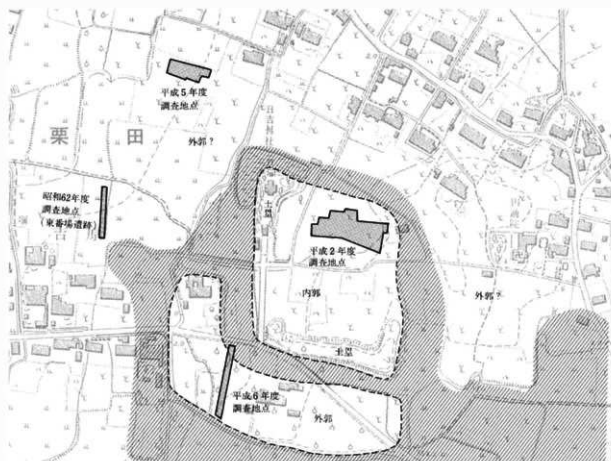 平成5年度
調査地点
栗田
外郭?
昭和62年度
調査地点
(東番場遺跡)
土塁
平成2年度
調査地点
内郭
外郭?
土塁
平成6年度
調査地点
外郭